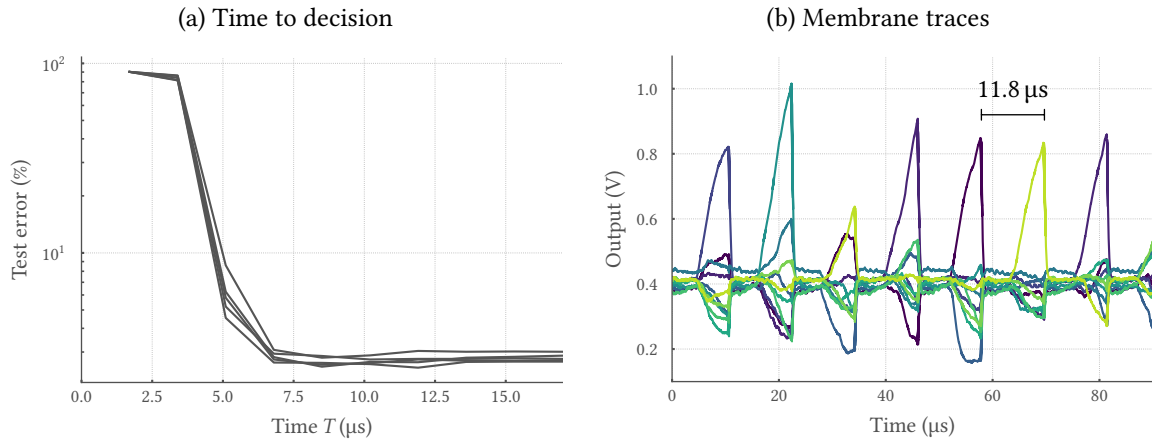 (a) Time to decision
Test error (%)
10²
10¹
0.0 2.5 5.0 7.5 10.0 12.5 15.0
Time T (µs)
(b) Membrane traces
Output (V)
1.0
0.8
0.6
0.4
0.2
11.8 µs
0 20 40 60 80
Time (µs)